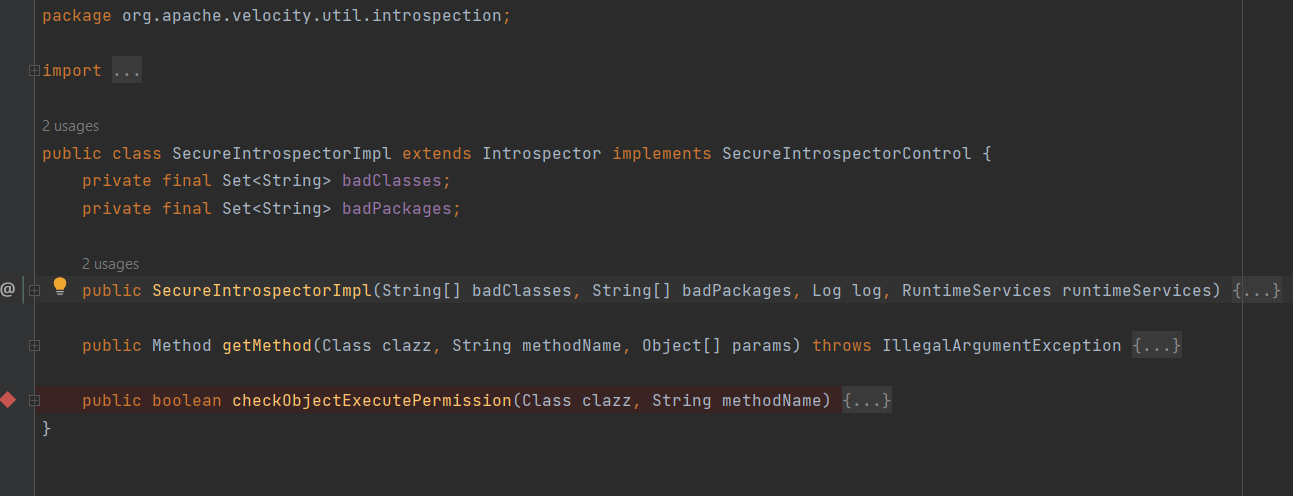 package org.apache.velocity.util.introspection;
import ...
2 usages
public class SecureIntrospectorImpl extends Introspector implements SecureIntrospectorControl {
private final Set<String> badClasses;
private final Set<String> badPackages;
2 usages
@ public SecureIntrospectorImpl(String[] badClasses, String[] badPackages, Log log, RuntimeServices runtimeServices) {...}
public Method getMethod(Class clazz, String methodName, Object[] params) throws IllegalArgumentException {...}
public boolean checkObjectExecutePermission(Class clazz, String methodName) {...}
}